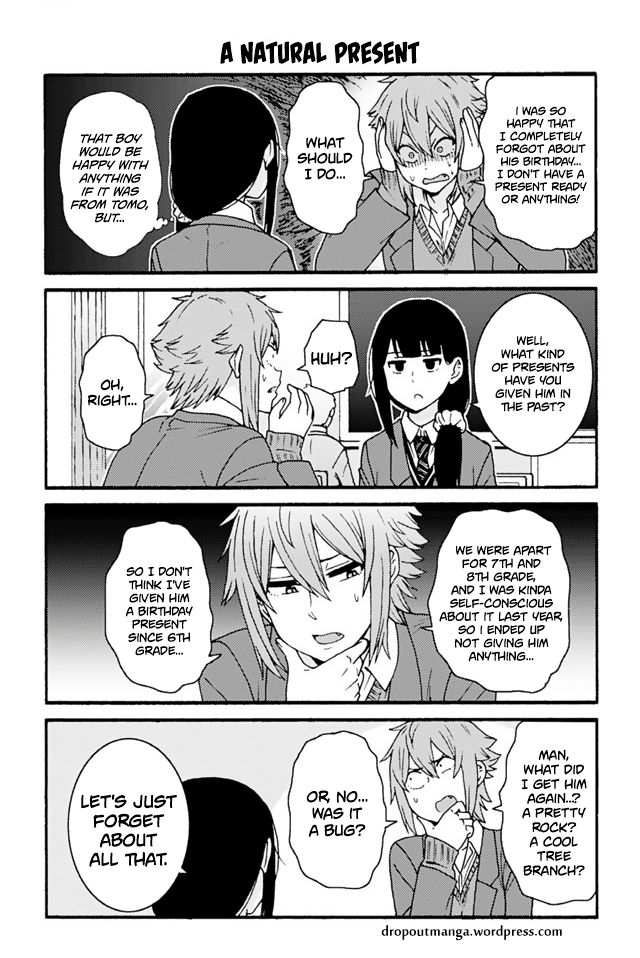 A NATURAL PRESENT
I WAS SO
HAPPY THAT
I COMPLETELY
FORGOT ABOUT
HIS BIRTHDAY...
I DON'T HAVE A
PRESENT READY
OR ANYTHING!
WHAT
SHOULD
I DO...
THAT BOY
WOULD BE
HAPPY WITH
ANYTHING
IF IT WAS
FROM TOMO,
BUT...
WELL,
WHAT KIND
OF PRESENTS
HAVE YOU
GIVEN HIM IN
THE PAST?
HUH?
OH,
RIGHT...
WE WERE APART
FOR 7TH AND
8TH GRADE,
AND I WAS KINDA
SELF-CONSCIOUS
ABOUT IT LAST YEAR,
SO I ENDED UP
NOT GIVING HIM
ANYTHING...
SO I DON'T
THINK I'VE
GIVEN HIM
A BIRTHDAY
PRESENT
SINCE 6TH
GRADE...
MAN,
WHAT DID
I GET HIM
AGAIN..?
A PRETTY
ROCK?
A COOL
TREE
BRANCH?
OR, NO...
WAS IT
A BUG?
LET'S JUST
FORGET
ABOUT
ALL THAT.
dropoutmanga.wordpress.com